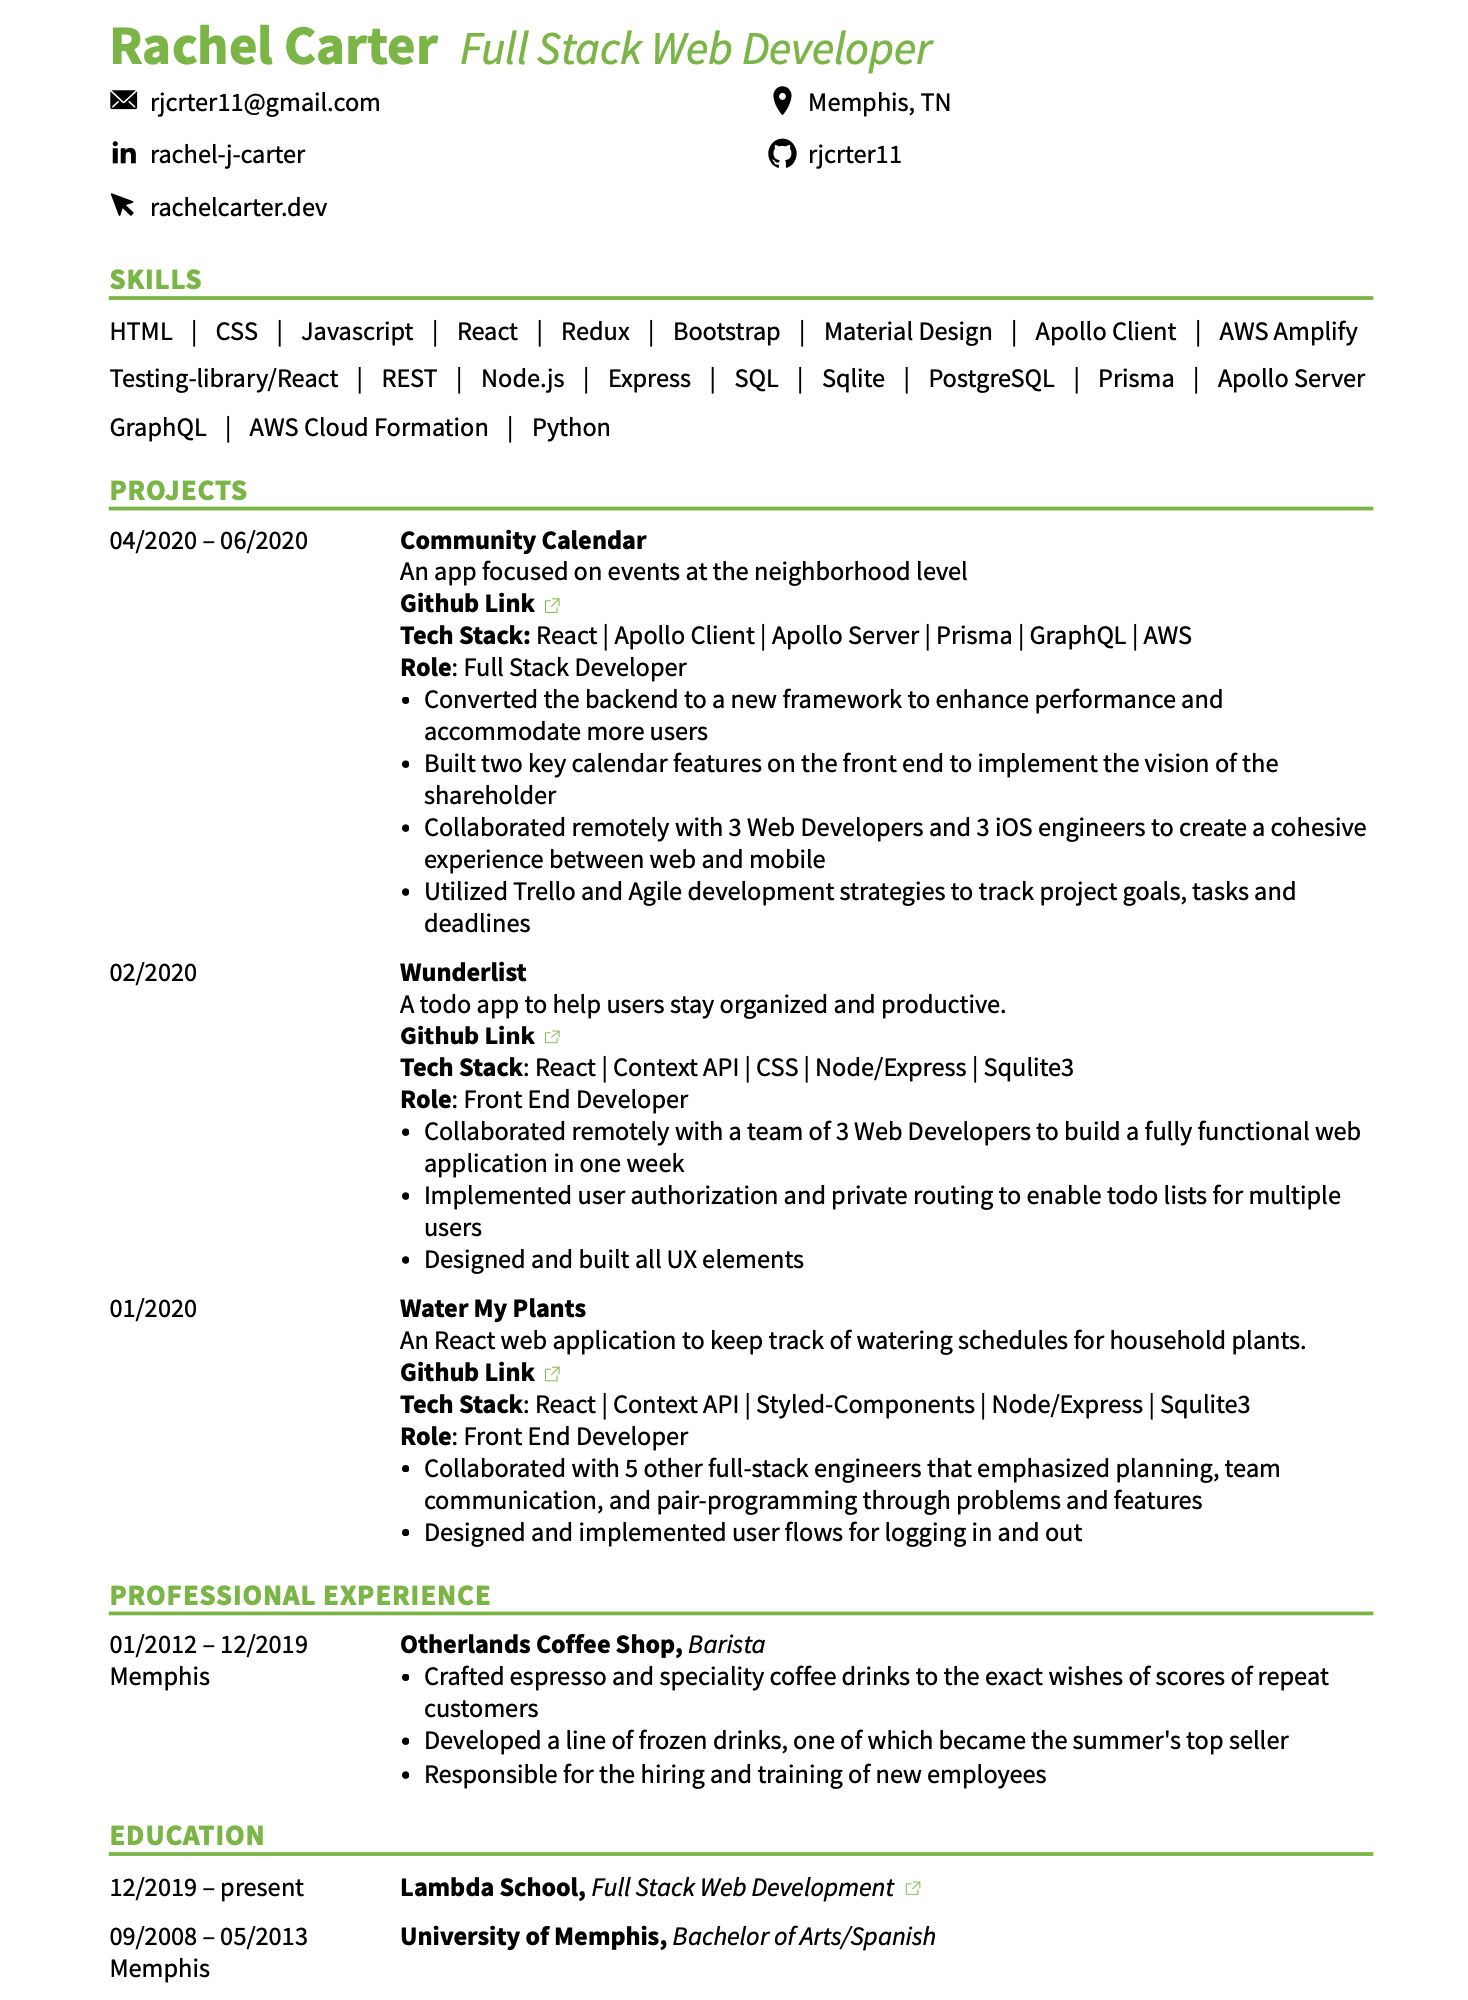 Rachel Carter Full Stack Web Developer
rjcrter11@gmail.com
Memphis, TN
rachel-j-carter
rjcrter11
rachelcarter.dev
SKILLS
HTML | CSS | Javascript | React | Redux | Bootstrap | Material Design | Apollo Client | AWS Amplify
Testing-library/React | REST | Node.js | Express | SQL | Sqlite | PostgreSQL | Prisma | Apollo Server
GraphQL | AWS Cloud Formation | Python
PROJECTS
04/2020 – 06/2020
Community Calendar
An app focused on events at the neighborhood level
Github Link
Tech Stack: React | Apollo Client | Apollo Server | Prisma | GraphQL | AWS
Role: Full Stack Developer
• Converted the backend to a new framework to enhance performance and
accommodate more users
• Built two key calendar features on the front end to implement the vision of the
shareholder
• Collaborated remotely with 3 Web Developers and 3 iOS engineers to create a cohesive
experience between web and mobile
• Utilized Trello and Agile development strategies to track project goals, tasks and
deadlines
02/2020
Wunderlist
A todo app to help users stay organized and productive.
Github Link
Tech Stack: React | Context API | CSS | Node/Express | Squlite3
Role: Front End Developer
• Collaborated remotely with a team of 3 Web Developers to build a fully functional web
application in one week
• Implemented user authorization and private routing to enable todo lists for multiple
users
• Designed and built all UX elements
01/2020
Water My Plants
An React web application to keep track of watering schedules for household plants.
Github Link
Tech Stack: React | Context API | Styled-Components | Node/Express | Squlite3
Role: Front End Developer
• Collaborated with 5 other full-stack engineers that emphasized planning, team
communication, and pair-programming through problems and features
• Designed and implemented user flows for logging in and out
PROFESSIONAL EXPERIENCE
01/2012 – 12/2019
Memphis
Otherlands Coffee Shop, Barista
• Crafted espresso and speciality coffee drinks to the exact wishes of scores of repeat
customers
• Developed a line of frozen drinks, one of which became the summer's top seller
• Responsible for the hiring and training of new employees
EDUCATION
12/2019 – present
Lambda School, Full Stack Web Development
09/2008 – 05/2013
Memphis
University of Memphis, Bachelor of Arts/Spanish